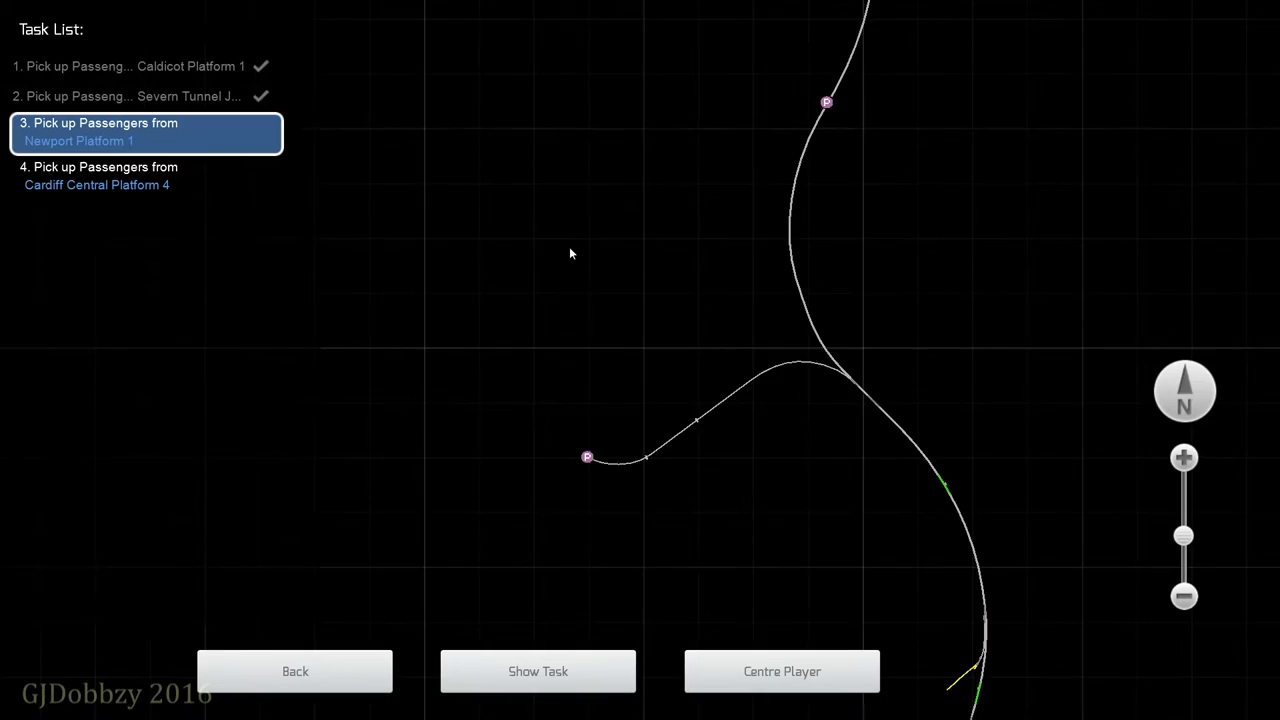 Task List:
1. Pick up Passeng... Caldicot Platform 1
2. Pick up Passeng... Severn Tunnel J...
3. Pick up Passengers from
Newport Platform 1
4. Pick up Passengers from
Cardiff Central Platform 4
P
P
N
Back
Show Task
Centre Player
GJDobbzy 2016